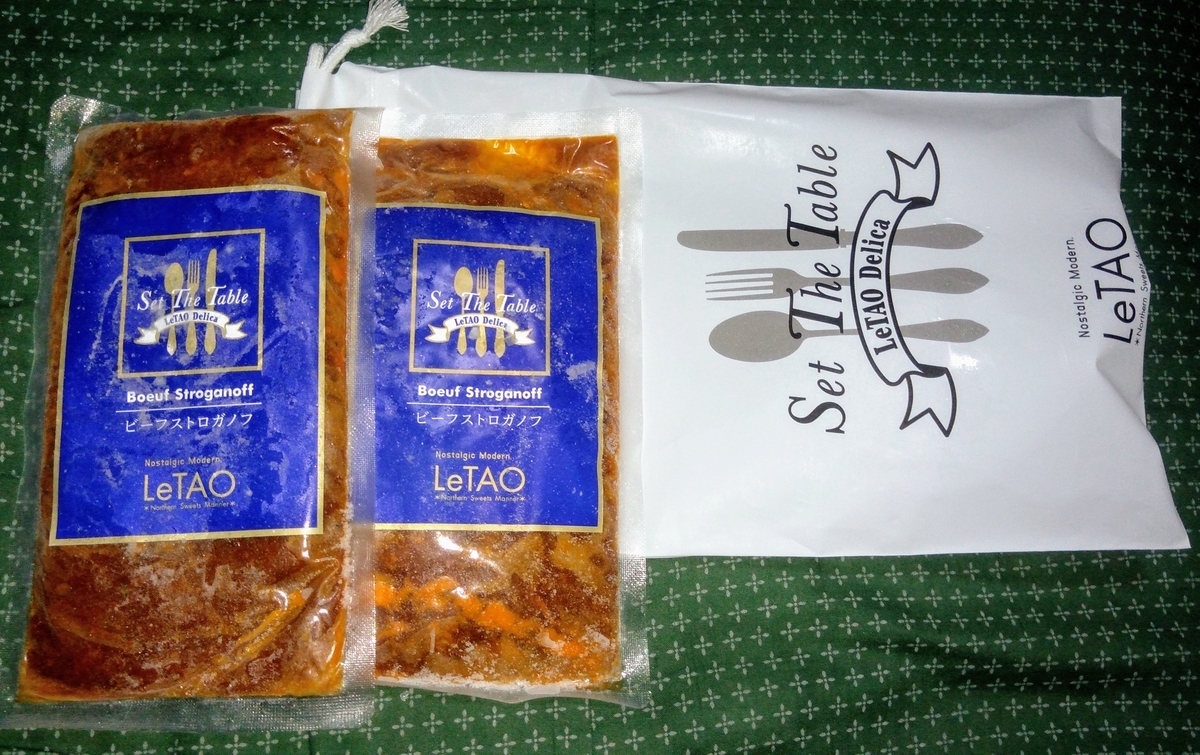 Set The Table
LeTAO Delica
Boeuf Stroganoff
ビーフストロガノフ
Nostalgic Modern.
LeTAO
*Northern Sweets Manner*
Set The Table
LeTAO Delica
Boeuf Stroganoff
ビーフストロガノフ
Nostalgic Modern.
LeTAO
*Northern Sweets Manner*
Set The Table
LeTAO Delica
Nostalgic Modern.
LeTAO
*Northern Sweets